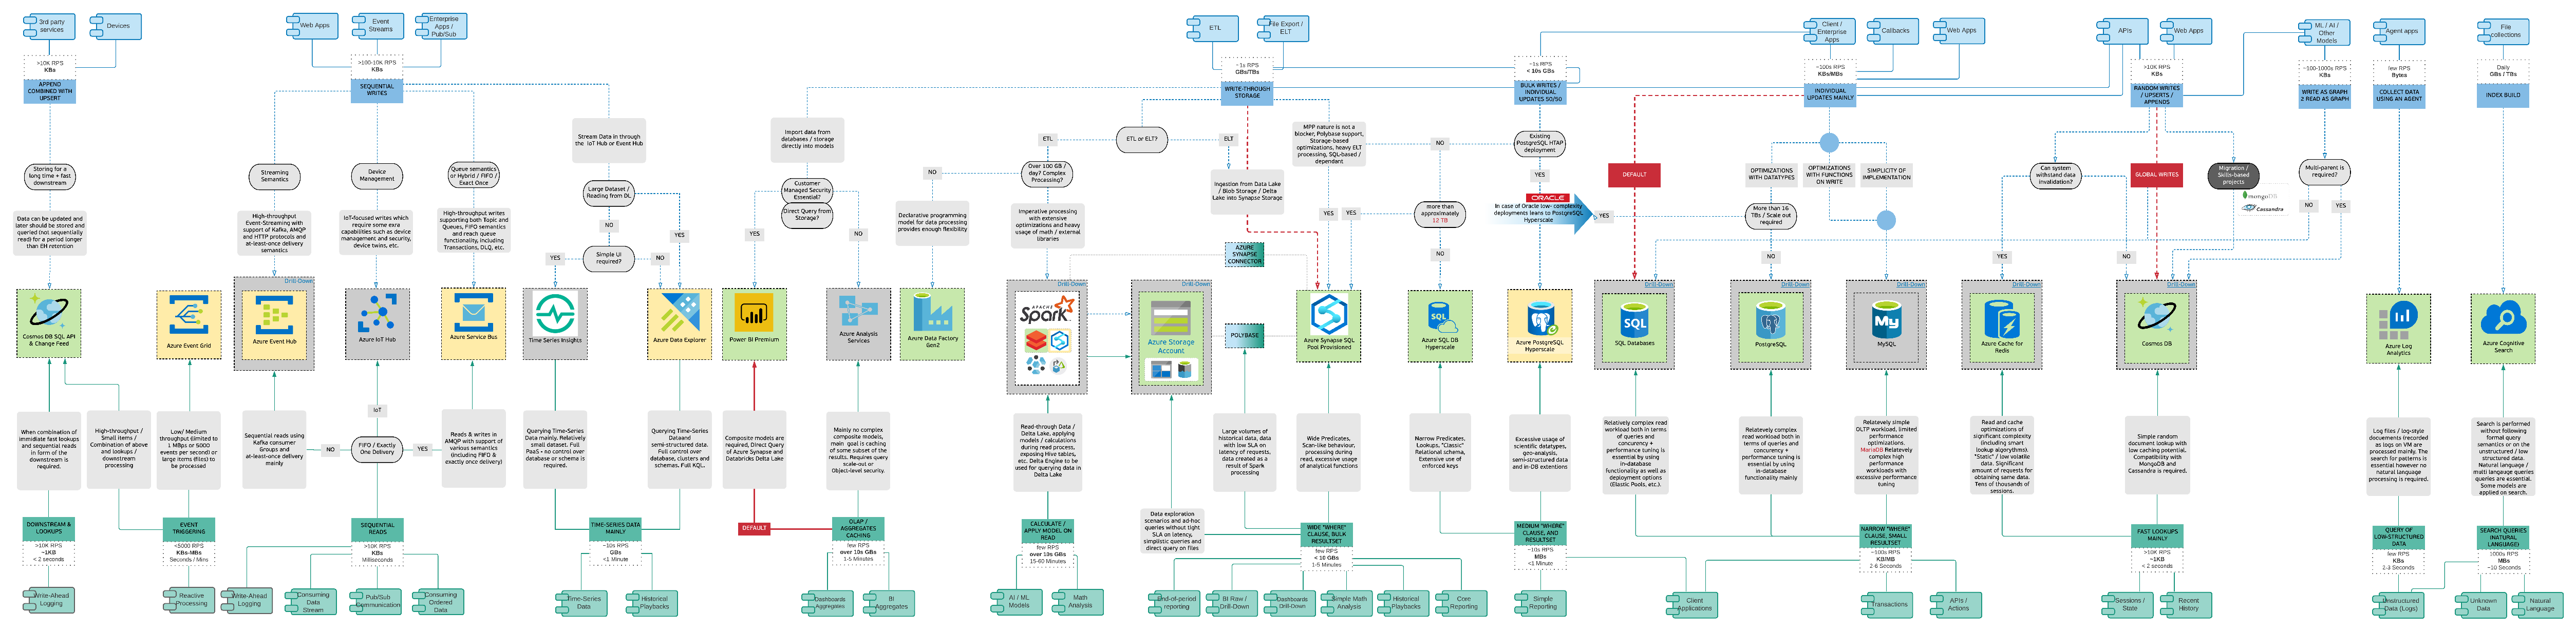 3rd party
services
Devices
Web Apps
Event
Streams
Enterprise
Apps /
Pub/Sub
ETL
File Export /
ELT
Client /
Enterprise
Apps
Callbacks
Web Apps
APIs
Web Apps
ML / AI /
Other
Models
Agent apps
File
collections
>10K RPS
KBs
APPEND
COMBINED WITH
UPSERT
>100-10k RPS
KBs
SEQUENTIAL
WRITES
~1s RPS
GBs/TBs
WRITE-THROUGH
STORAGE
~1s RPS
< 10s GBs
BULK WRITES /
INDIVIDUAL
UPDATES 50/50
~100s RPS
KBs/MBs
INDIVIDUAL
UPDATES MAINLY
>10K RPS
KBs
RANDOM WRITES
/ UPSERTS /
APPENDS
~100-1000s RPS
KBs
WRITE AS GRAPH
2 READ AS GRAPH
few RPS
Bytes
COLLECT DATA
USING AN AGENT
Daily
GBs / TBs
INDEX BUILD
Storing for a
long time + fast
downstream
Streaming
Semantics
Device
Management
Queue semantics
or Hybrid / FIFO /
Exact Once
Stream Data in through
the IoT Hub or Event Hub
Large Dataset /
Reading from DL
NO
YES
Simple UI
required?
YES
NO
Import data from
databases / storage
directly into models
Customer
Managed Security
Essential?
Direct Query from
Storage?
YES
NO
NO
Declarative programming
model for data processing
provides enough flexibility
ETL
ETL or ELT?
ELT
Over 100 GB /
day? Complex
Processing?
Imperative processing
with extensive
optimizations and heavy
usage of math / external
libraries
Ingestion from Data Lake
/ Blob Storage / Delta
Lake into Synapse Storage
AZURE
SYNAPSE
CONNECTOR
POLYBASE
MPP nature is not a
blocker, Polybase support,
Storage-based
optimizations, heavy ELT
processing, SQL-based /
dependant
YES
YES
NO
more than
approximately
12 TB
NO
Existing
PostgreSQL HTAP
deployment
YES
ORACLE
In case of Oracle low- complexity
deployments leans to PostgreSQL
Hyperscale
YES
DEFAULT
OPTIMIZATIONS
WITH DATATYPES
OPTIMIZATIONS
WITH FUNCTIONS
ON WRITE
SIMPLICITY OF
IMPLEMENTATION
More than 16
TBs / Scale out
required
NO
Can system
withstand data
invalidation?
YES
NO
GLOBAL WRITES
Migration /
Skills-based
projects
mongoDB
Cassandra
Multi-parent is
required?
NO
YES
Data can be updated and
later should be stored and
queried (not sequentially
read) for a period longer
than EH retention
High-throughput
Event-Streaming with
support of Kafka, AMQP
and HTTP protocols and
at-least-once delivery
semantics
IoT-focused writes which
require some exra
capabilities such as device
management and security,
device twins, etc.
High-throughput writes
supporting both Topic and
Queues, FIFO semantics
and reach queue
functionality, including
Transactions, DLQ, etc.
Cosmos DB SQL API
& Change Feed
Azure Event Grid
Drill-Down
Azure Event Hub
Azure IoT Hub
Azure Service Bus
Time Series Insights
Azure Data Explorer
Power BI Premium
Azure Analysis
Services
Azure Data Factory
Gen2
Drill-Down
APACHE
Spark
Drill-Down
Azure Storage
Account
Azure Synapse SQL
Pool Provisioned
Azure SQL DB
Hyperscale
Azure PostgreSQL
Hyperscale
Drill-Down
SQL
SQL Databases
Drill-Down
PostgreSQL
Drill-Down
My
MySQL
Drill-Down
Azure Cache for
Redis
Drill-Down
Cosmos DB
Azure Log
Analytics
Azure Cognitive
Search
When combination of
immidiate fast lookups
and sequential reads
in form of the
downstream is
required.
High-throughput /
Small items /
Combination of above
and lookups /
downstream
processing
Low/ Medium
throughput (limited to
1 MBps or 5000
events per second) or
large items (files) to
be processed
Sequential reads using
Kafka consumer
Groups and
at-least-once delivery
mainly
IoT
NO
FIFO / Exactly
One Delivery
YES
Reads & writes in
AMQP with support of
various semantics
(including FIFO &
exactly once delivery)
Querying Time-Series
Data mainly. Relatively
small dataset. Full
PaaS - no control over
database or schema is
required.
Querying Time-Series
Dataand
semi-structured data.
Full control over
database, clusters and
schemas. Full KQL.
Composite models are
required, Direct Query
of Azure Synapse and
Databricks Delta Lake
Mainly no complex
composite models,
main goal is caching
of some subset of the
results. Requires query
scale-out or
Object-level security.
Read-through Data /
Delta Lake, applying
models / calculations
during read process,
exposing Hive tables,
etc. Delta Engine to be
used for querying data in
Delta Lake
Data exploration
scenarios and ad-hoc
queries without tight
SLA on latency,
simplistic queries and
direct query on files
Large volumes of
historical data, data
with low SLA on
latency of requests,
data created as a
result of Spark
processing
Wide Predicates,
Scan-like behaviour,
processing during
read, excessive usage
of analytical functions
Narrow Predicates,
Lookups, "Classic"
Relational schema,
Extensive use of
enforced keys
Excessive usage of
scientific datatypes,
geo-analysis,
semi-structured data
and in-DB extentions
Relatively complex read
workload both in terms
of queries and
concurency +
performance tuning is
essential by using
in-database
functionality as well as
deployment options
(Elastic Pools, etc.).
Relatively complex
read workload both in
terms of queries and
concurency +
performance tuning is
essential by using
in-database
functionality mainly
Relatively simple
OLTP workload,
limited
performance
optimizations.
MariaDB Relatively
complex high
performance
workloads with
excessive performance
tuning
Read and cache
optimizations of
significant complexity
(including smart
lookup algorythms).
"Static" / low volatile
data. Significant
amount of requests for
obtaining same data.
Tens of thousands of
sessions.
Simple random
document lookup with
low caching potential.
Compatibility with
MongoDB and
Cassandra is required.
Log files / log-style
documents (recorded
as logs on VM are
processed mainly. The
search for patterns is
essential however no
natural language
processing is required.
Search is performed
without following
formal query
semantics or on the
unstructured / low
structured data.
Natural language /
multi language queries
are essential.
Some models are
applied on search.
DOWNSTREAM &
LOOKUPS
>10K RPS
~1KB
< 2 seconds
EVENT
TRIGGERING
<5000 RPS
KBs-MBs
Seconds / Mins
SEQUENTIAL
READS
>10K RPS
KBs
Milliseconds
TIME-SERIES DATA
MAINLY
~10s RPS
GBs
<1 Minute
DEFAULT
OLAP /
AGGREGATES
CACHING
few RPS
over 10s GBs
1-5 Minutes
CALCULATE /
APPLY MODEL ON
READ
few RPS
over 10s GBs
15-60 Minutes
WIDE "WHERE"
CLAUSE, BULK
RESULTSET
few RPS
< 10 GBs
1-5 Minutes
MEDIUM "WHERE"
CLAUSE, AND
RESULTSET
~10s RPS
MBs
<1 Minute
NARROW "WHERE"
CLAUSE, SMALL
RESULTSET
~100s RPS
KB/MB
2-6 Seconds
FAST LOOKUPS
MAINLY
>10K RPS
~1KB
< 2 seconds
QUERY OF
LOW-STRUCTURED
DATA
few RPS
KBs
2-3 Seconds
SEARCH QUERIES
(NATURAL
LANGUAGE)
1000s RPS
MBs
~10 Seconds
Write-Ahead
Logging
Reactive
Processing
Write-Ahead
Logging
Consuming
Data
Stream
Pub/Sub
Communication
Consuming
Ordered
Data
Time-Series
Data
Historical
Playbacks
Dashboards
Aggregates
BI
Aggregates
AI / ML
Models
Math
Analysis
End-of-period
reporting
BI Raw /
Drill-Down
Dashboards
Drill-Down
Simple Math
Analysis
Historical
Playbacks
Core
Reporting
Simple
Reporting
Client
Applications
Transactions
APIs /
Actions
Sessions /
State
Recent
History
Unstructured
Data (Logs)
Unknown
Data
Natural
Language